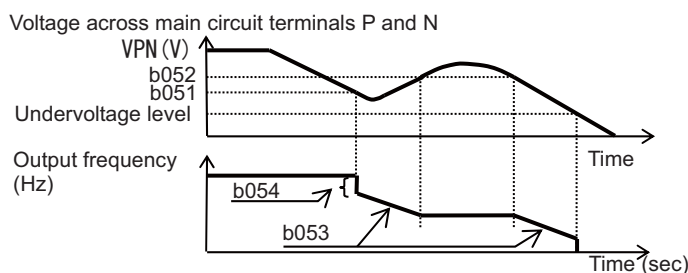 Voltage across main circuit terminals P and N
VPN(V)
b052
b051
Undervoltage level
Time
Output frequency
(Hz)
b054
b053
Time (sec)